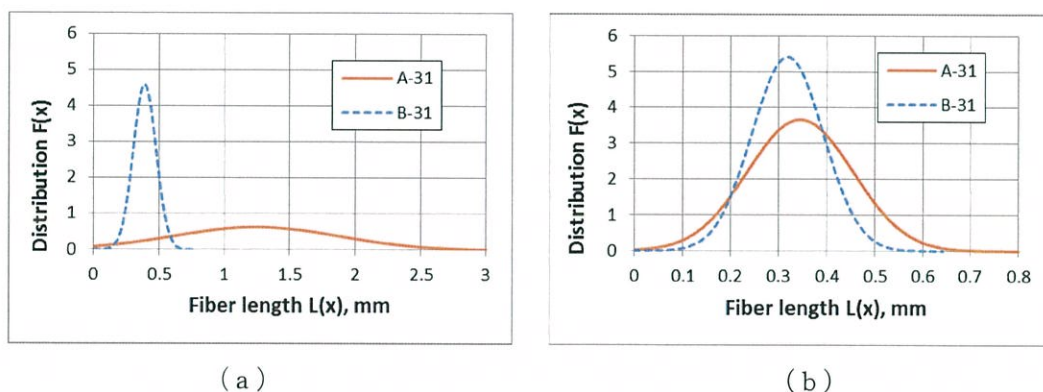 6
5
4
3
2
1
0
Distribution F(x)
A-31
B-31
0 0.5 1 1.5 2 2.5 3
Fiber length L(x), mm
(a)
6
5
4
3
2
1
0
Distribution F(x)
A-31
B-31
0 0.1 0.2 0.3 0.4 0.5 0.6 0.7 0.8
Fiber length L(x), mm
(b)